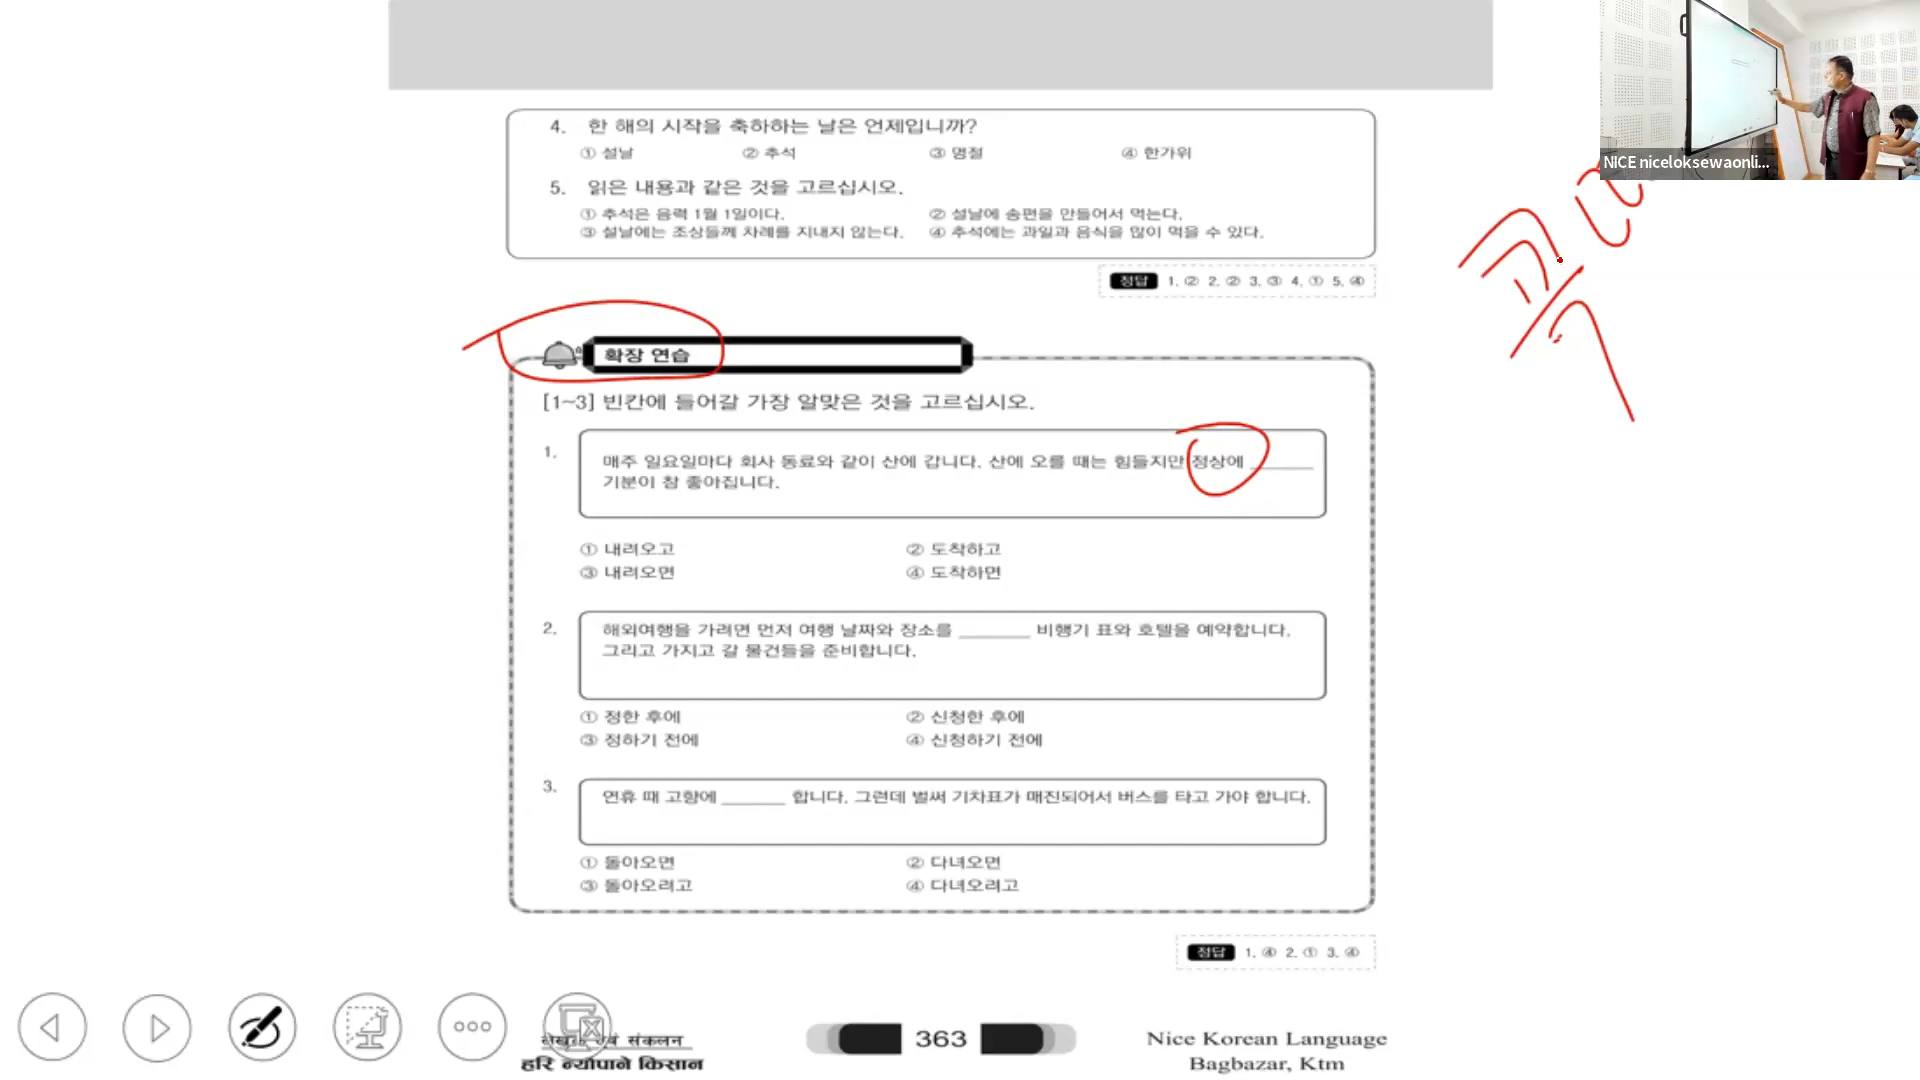 4. 한 해의 시작을 축하하는 날은 언제입니까?
① 설날 ② 추석 ③ 명절 ④ 한가위
5. 읽은 내용과 같은 것을 고르십시오.
① 추석은 음력 1월 1일이다. ② 설날에 송편을 만들어서 먹는다.
③ 설날에는 조상들께 차례를 지내지 않는다. ④ 추석에는 과일과 음식을 많이 먹을 수 있다.
정답 1. ② 2. ② 3. ③ 4. ① 5. ④
확장 연습
[1~3] 빈칸에 들어갈 가장 알맞은 것을 고르십시오.
1. 매주 일요일마다 회사 동료와 같이 산에 갑니다. 산에 오를 때는 힘들지만 정상에 ______
기분이 참 좋아집니다.
① 내려오고 ② 도착하고
③ 내려오면 ④ 도착하면
2. 해외여행을 가려면 먼저 여행 날짜와 장소를 ______ 비행기 표와 호텔을 예약합니다.
그리고 가지고 갈 물건들을 준비합니다.
① 정한 후에 ② 신청한 후에
③ 정하기 전에 ④ 신청하기 전에
3. 연휴 때 고향에 ______ 합니다. 그런데 벌써 기차표가 매진되어서 버스를 타고 가야 합니다.
① 돌아오면 ② 다녀오면
③ 돌아오려고 ④ 다녀오려고
정답 1. ④ 2. ① 3. ④
संकलन
हरि न्यौपाने किसान
363
Nice Korean Language
Bagbazar, Ktm
NICE niceloksewaonli...